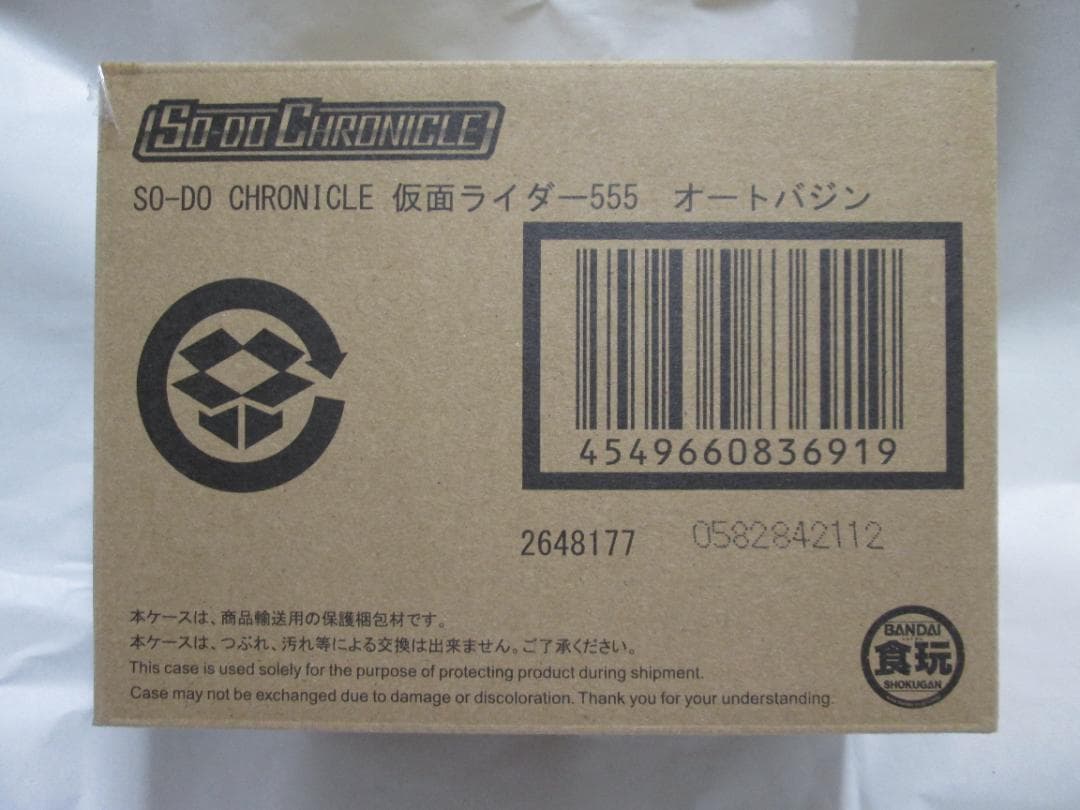 SO-DO CHRONICLE
SO-DO CHRONICLE 仮面ライダー555　オートバジン
4549660836919
2648177 0582842112
本ケースは、商品輸送用の保護梱包材です。
本ケースは、つぶれ、汚れ等による交換は出来ません。ご了承ください。
This case is used solely for the purpose of protecting product during shipment.
Case may not be exchanged due to damage or discoloration. Thank you for your understanding.
BANDAI
食玩
SHOKUGAN